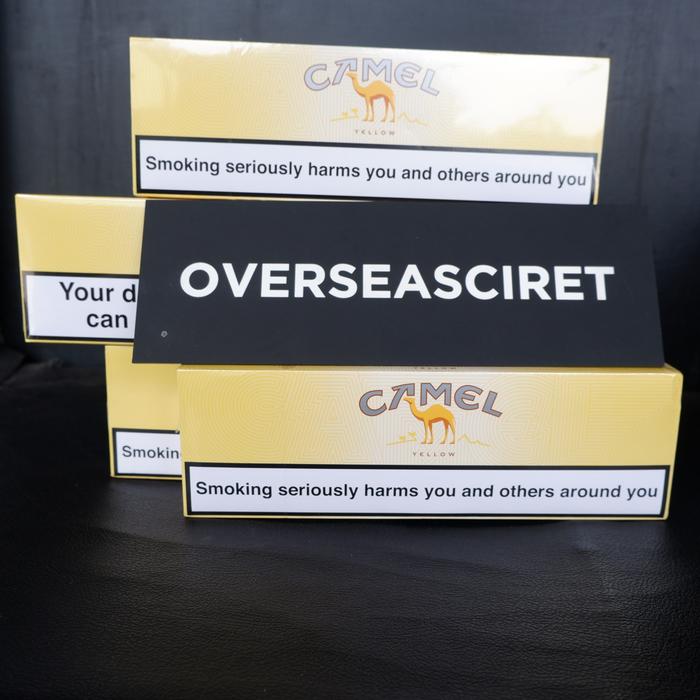 CAMEL
YELLOW
Smoking seriously harms you and others around you
OVERSEASCIRET
Your d
can
Smokin
YELLOW
CAMEL
YELLOW
Smoking seriously harms you and others around you